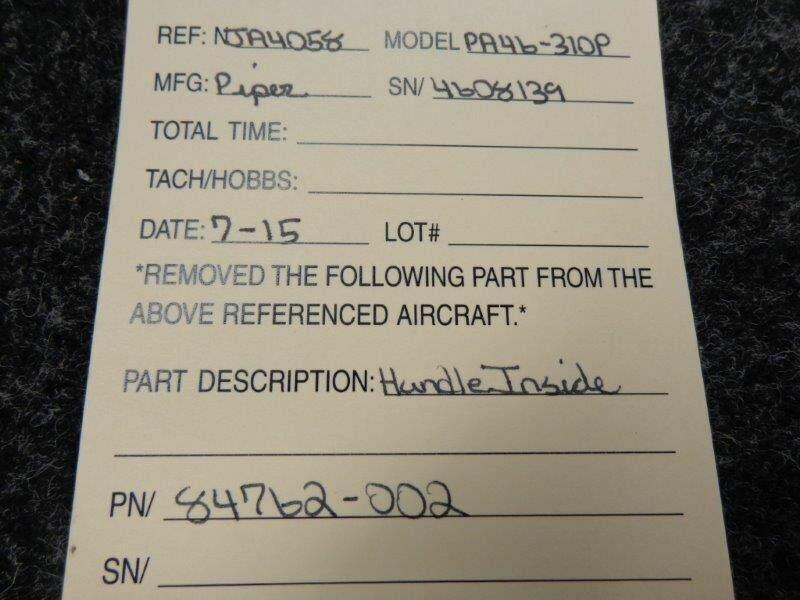 REF: NJA4058 MODEL PA46-310P
MFG: Piper SN/ 4608139
TOTAL TIME:
TACH/HOBBS:
DATE: 7-15 LOT#
*REMOVED THE FOLLOWING PART FROM THE
ABOVE REFERENCED AIRCRAFT.*
PART DESCRIPTION: Handle Inside
PN/ 84762-002
SN/